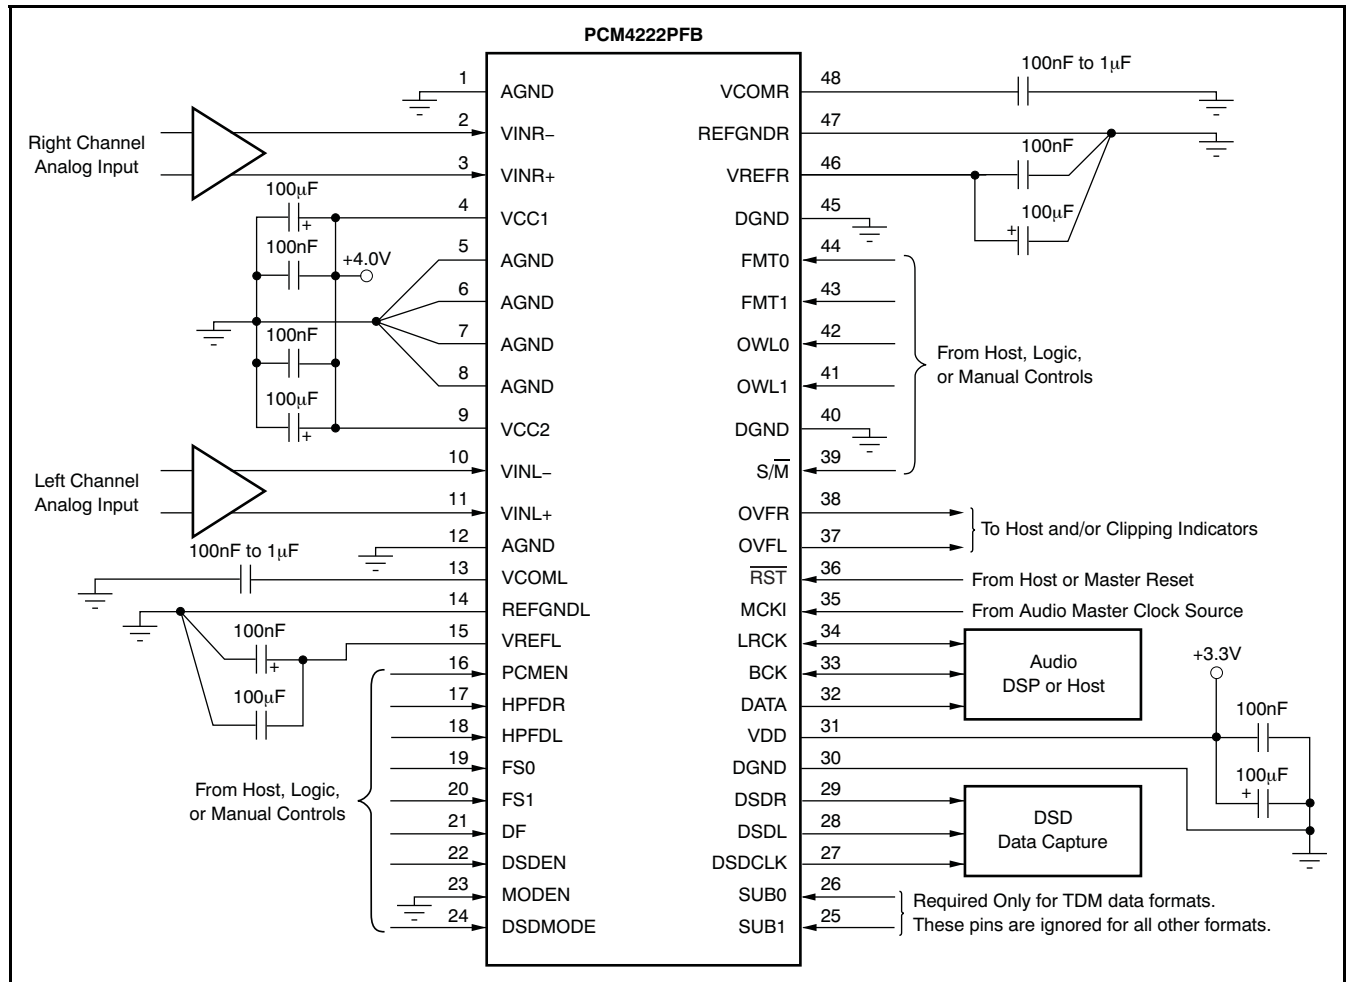 PCM4222PFB
1 AGND
Right Channel
Analog Input
2 VINR−
3 VINR+
100μF
+
4 VCC1
100nF
+4.0V
5 AGND
6 AGND
7 AGND
100nF
8 AGND
100μF
+
9 VCC2
Left Channel
Analog Input
10 VINL−
11 VINL+
12 AGND
100nF to 1μF
13 VCOML
14 REFGNDL
100nF
+
15 VREFL
100μF
16 PCMEN
17 HPFDR
18 HPFDL
19 FS0
From Host, Logic,
or Manual Controls
20 FS1
21 DF
22 DSDEN
23 MODEN
24 DSDMODE
100nF to 1μF
VCOMR 48
REFGNDR 47
100nF
VREFR 46
100μF
+
DGND 45
FMT0 44
FMT1 43
OWL0 42
From Host, Logic,
or Manual Controls
OWL1 41
DGND 40
S/M̅ 39
OVFR 38
To Host and/or Clipping Indicators
OVFL 37
R̅S̅T̅ 36 From Host or Master Reset
MCKI 35 From Audio Master Clock Source
LRCK 34
Audio
DSP or Host
BCK 33
DATA 32
+3.3V
100nF
VDD 31
100μF
+
DGND 30
DSDR 29
DSD
Data Capture
DSDL 28
DSDCLK 27
SUB0 26
Required Only for TDM data formats.
These pins are ignored for all other formats.
SUB1 25